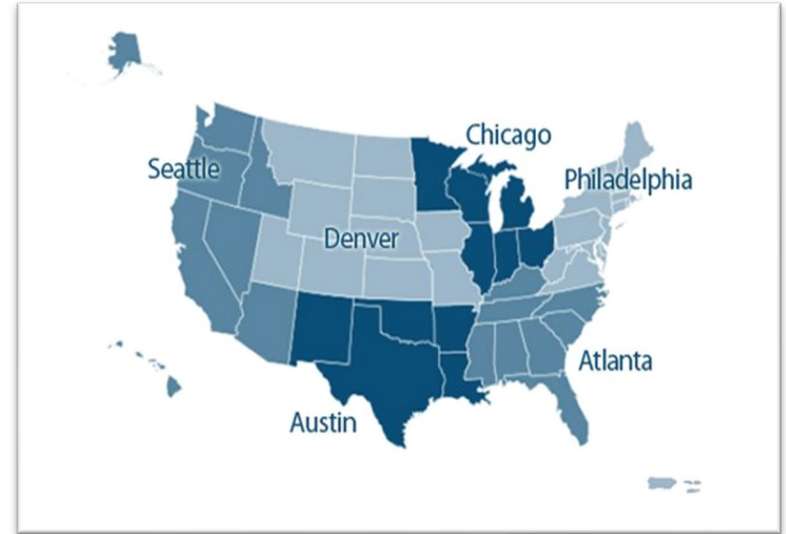 Chicago
Seattle
Philadelphia
Denver
Atlanta
Austin